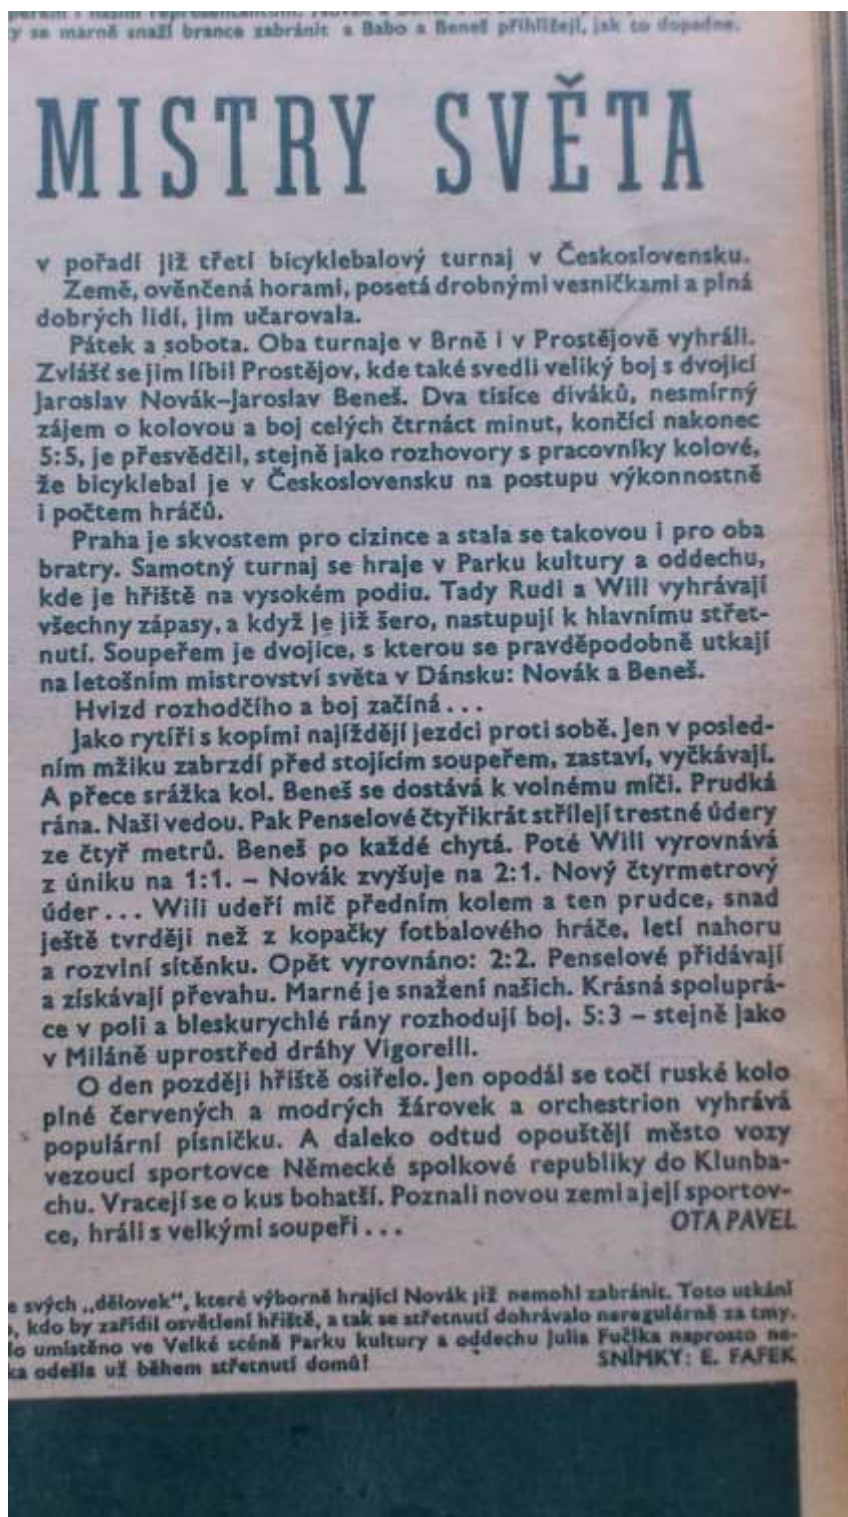 y se marně snaží brance zabránit a Babo a Beneš přihlížejí, jak to dopadne.
MISTRY SVĚTA
v pořadí již třetí bicyklebalový turnaj v Československu.
Země, ověnčená horami, posetá drobnými vesničkami a plná
dobrých lidí, jim učarovala.
Pátek a sobota. Oba turnaje v Brně i v Prostějově vyhráli.
Zvlášť se jim líbil Prostějov, kde také svedli veliký boj s dvojicí
Jaroslav Novák–Jaroslav Beneš. Dva tisíce diváků, nesmírný
zájem o kolovou a boj celých čtrnáct minut, končící nakonec
5:5, je přesvědčil, stejně jako rozhovory s pracovníky kolové,
že bicyklebal je v Československu na postupu výkonnostně
i počtem hráčů.
Praha je skvostem pro cizince a stala se takovou i pro oba
bratry. Samotný turnaj se hraje v Parku kultury a oddechu,
kde je hřiště na vysokém podiu. Tady Rudi a Will vyhrávají
všechny zápasy, a když je již šero, nastupují k hlavnímu střet-
nutí. Soupeřem je dvojice, s kterou se pravděpodobně utkají
na letošním mistrovství světa v Dánsku: Novák a Beneš.
Hvizd rozhodčího a boj začíná...
Jako rytíři s kopími najíždějí jezdci proti sobě. Jen v posled-
ním mžiku zabrzdí před stojícím soupeřem, zastaví, vyčkávají.
A přece srážka kol. Beneš se dostává k volnému míči. Prudká
rána. Naši vedou. Pak Penselové čtyřikrát střílejí trestné údery
ze čtyř metrů. Beneš po každé chytá. Poté Will vyrovnává
z úniku na 1:1. – Novák zvyšuje na 2:1. Nový čtyrmetrový
úder... Willi udeří míč předním kolem a ten prudce, snad
ještě tvrději než z kopačky fotbalového hráče, letí nahoru
a rozvlní sítěnku. Opět vyrovnáno: 2:2. Penselové přidávají
a získávají převahu. Marné je snažení našich. Krásná spoluprá-
ce v poli a bleskurychlé rány rozhodují boj. 5:3 – stejně jako
v Miláně uprostřed dráhy Vigorelli.
O den později hřiště osiřelo. Jen opodál se točí ruské kolo
plné červených a modrých žárovek a orchestrion vyhrává
populární písničku. A daleko odtud opouštějí město vozy
vezoucí sportovce Německé spolkové republiky do Klunba-
chu. Vracejí se o kus bohatší. Poznali novou zemi a její sportov-
ce, hráli s velkými soupeři...
OTA PAVEL
e svých „dělovek“, které výborně hrající Novák již nemohl zabránit. Toto utkání
, kdo by zařídil osvětlení hřiště, a tak se střetnutí dohrávalo neregulérně za tmy.
lo umístěno ve Velké scéně Parku kultury a oddechu Julia Fučíka naprosto ne-
ka odešla už během střetnutí domů!
SNÍMKY: E. FAFEK